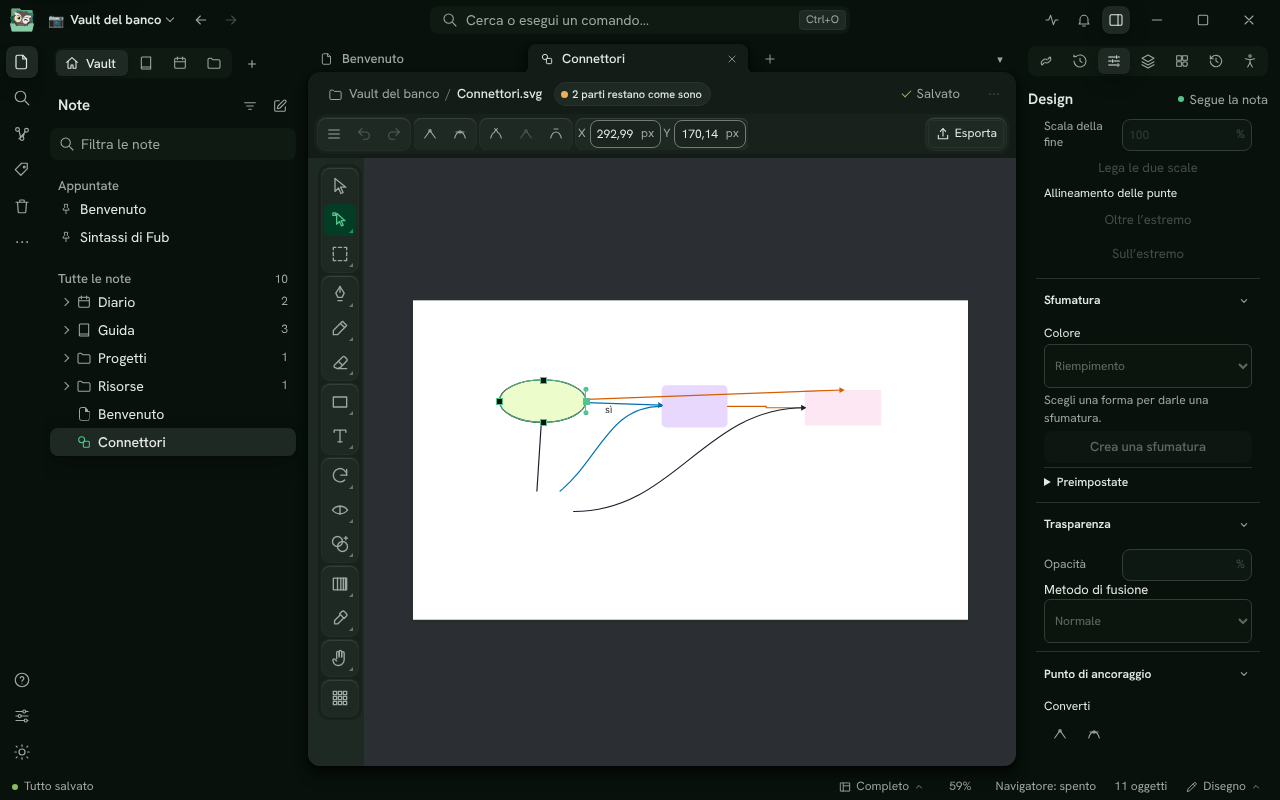 Vault del banco
Cerca o esegui un comando…
Ctrl+O
Vault
Benvenuto
Connettori
Note
Filtra le note
Appuntate
Benvenuto
Sintassi di Fub
Tutte le note 10
Diario 2
Guida 3
Progetti 1
Risorse 1
Benvenuto
Connettori
Vault del banco / Connettori.svg
2 parti restano come sono
Salvato
X 292,99 px Y 170,14 px
Esporta
sì
Design
Segue la nota
Scala della fine
100 %
Lega le due scale
Allineamento delle punte
Oltre l’estremo
Sull’estremo
Sfumatura
Colore
Riempimento
Scegli una forma per darle una
sfumatura.
Crea una sfumatura
Preimpostate
Trasparenza
Opacità %
Metodo di fusione
Normale
Punto di ancoraggio
Converti
Tutto salvato
Completo
59%
Navigatore: spento
11 oggetti
Disegno